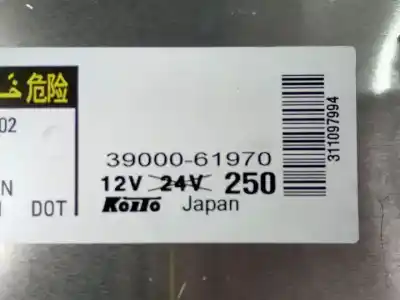 危险
02
39000-61970
12V 24V 250
N
DOT
KOITO Japan
311097994